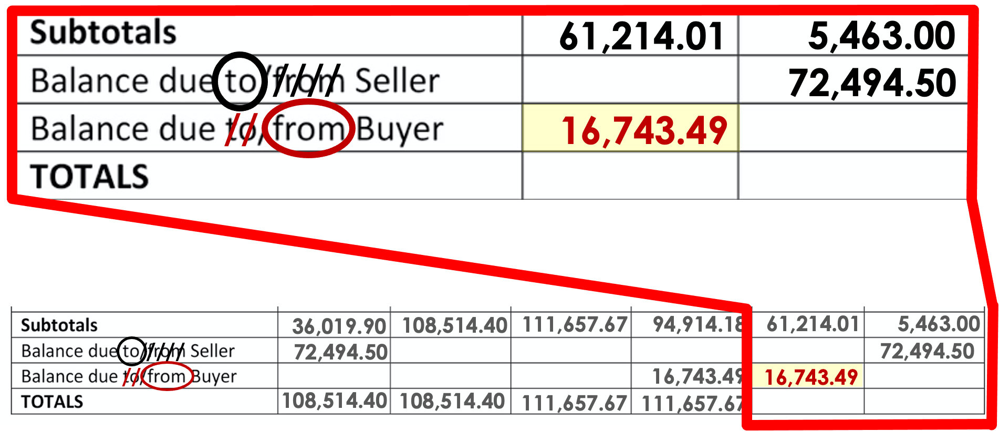 Subtotals 61,214.01 5,463.00
Balance due to/from Seller 72,494.50
Balance due to/from Buyer 16,743.49
TOTALS
Subtotals 36,019.90 108,514.40 111,657.67 94,914.18 61,214.01 5,463.00
Balance due to/from Seller 72,494.50 72,494.50
Balance due to/from Buyer 16,743.49 16,743.49
TOTALS 108,514.40 108,514.40 111,657.67 111,657.67